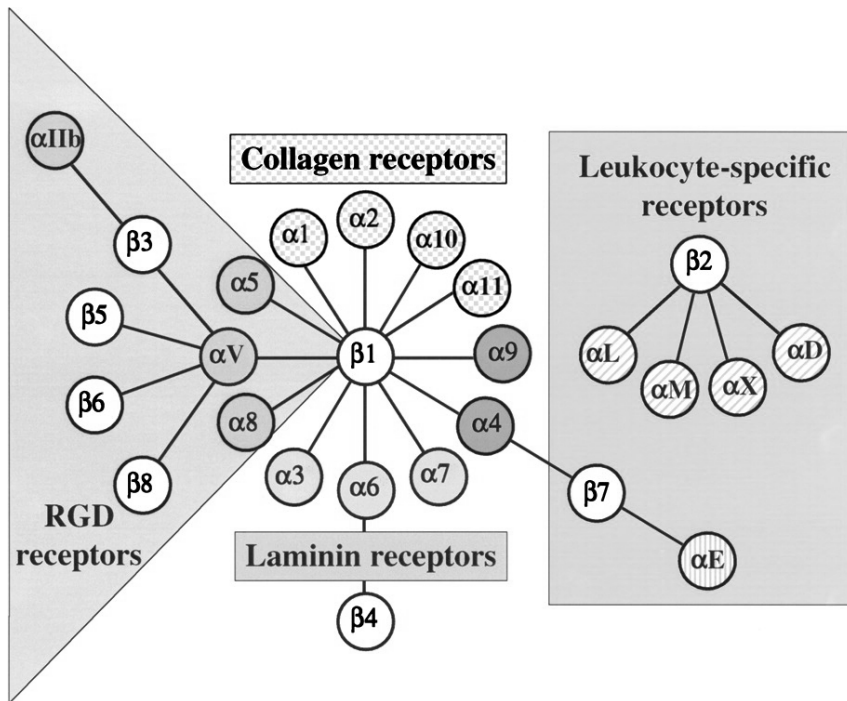 αIIb
β3
β5
αV
β6
β8
RGD
receptors
Collagen receptors
α1
α2
α10
α11
α5
β1
α9
α8
α4
α3
α6
α7
Laminin receptors
β4
Leukocyte-specific
receptors
β2
αL
αM
αX
αD
β7
αE